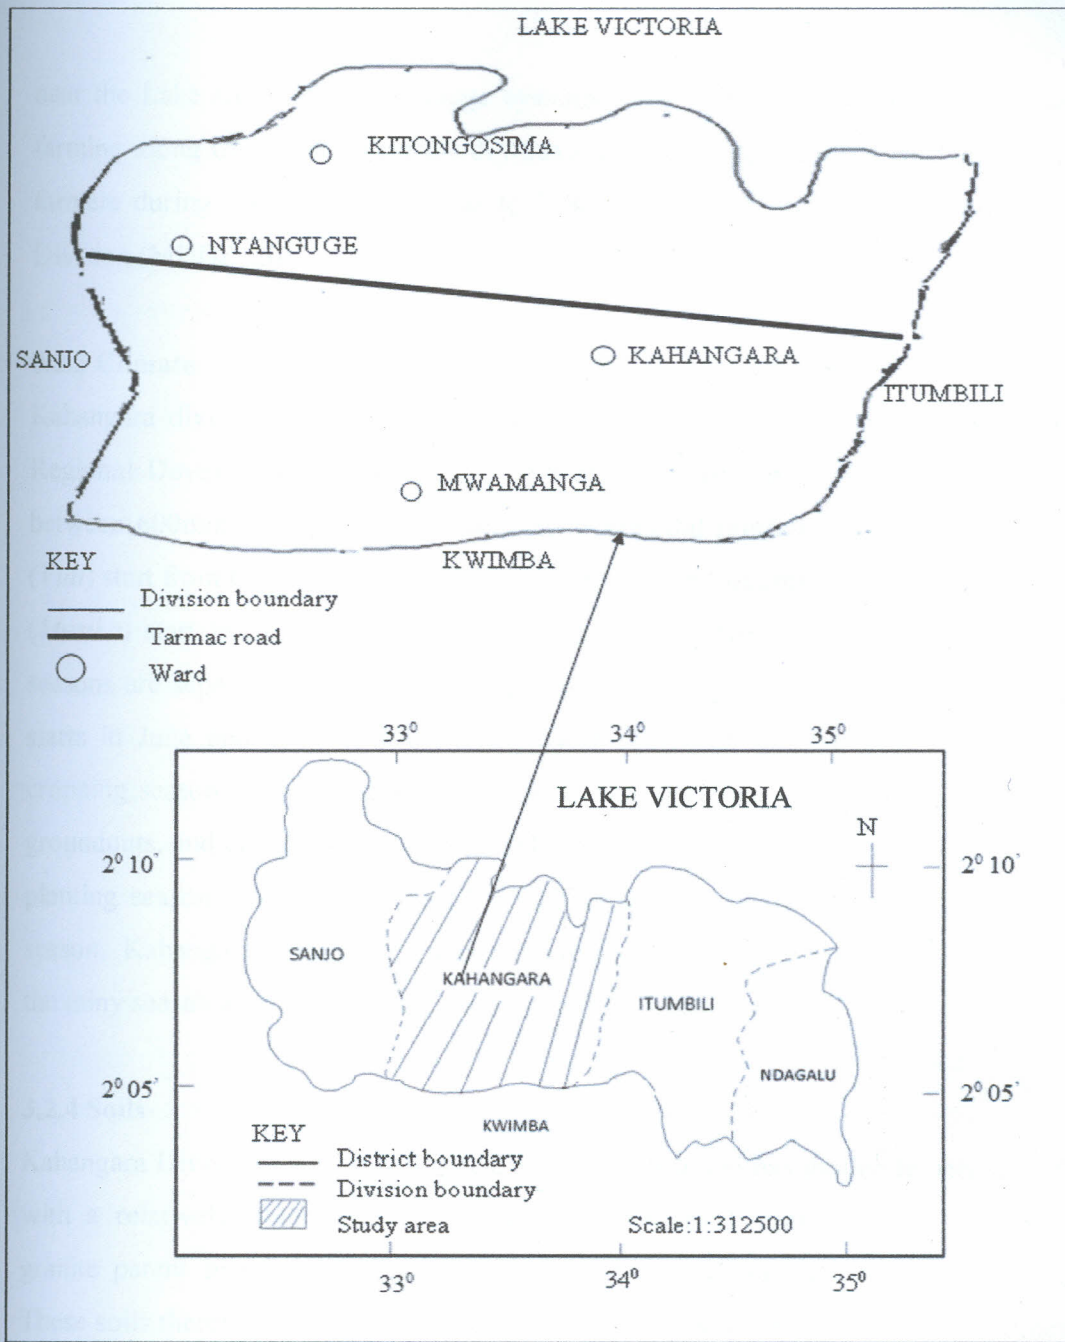 LAKE VICTORIA
KITONGOSIMA
NYANGUGE
SANJO
KAHANGARA
ITUMBILI
MWAMANGA
KWIMBA
KEY
Division boundary
Tarmac road
Ward
33⁰ 34⁰ 35⁰
LAKE VICTORIA
N
2⁰ 10' 2⁰ 10'
SANJO
KAHANGARA
ITUMBILI
NDAGALU
2⁰ 05' 2⁰ 05'
KWIMBA
KEY
District boundary
Division boundary
Study area
Scale:1:312500
33⁰ 34⁰ 35⁰